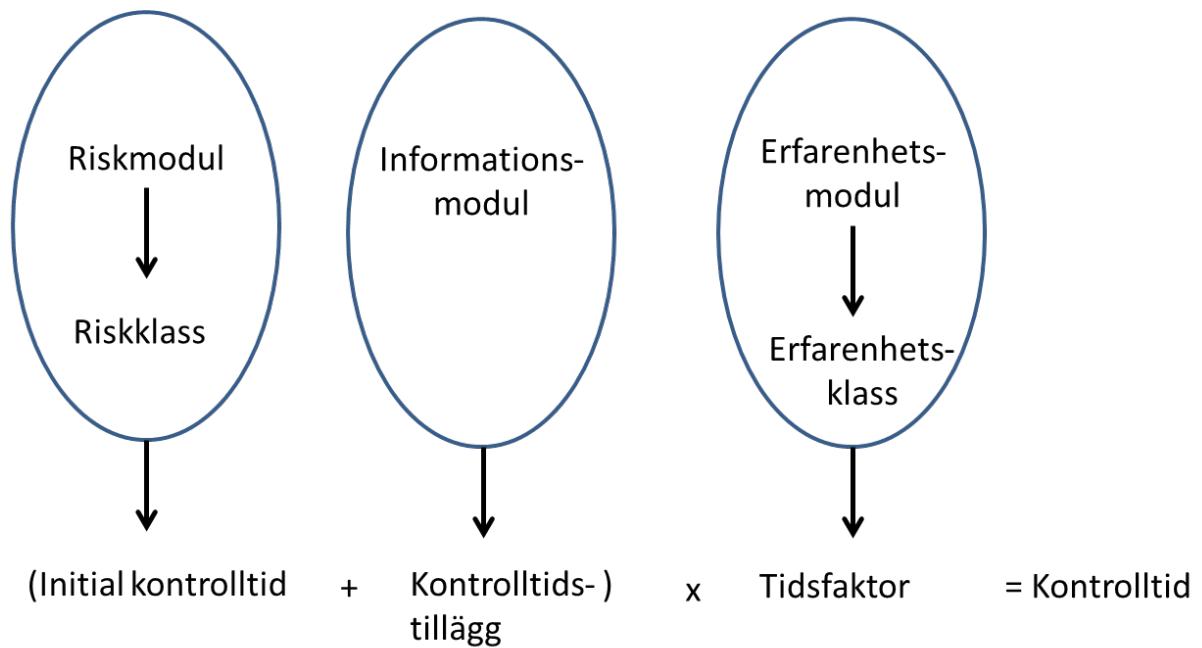 Riskmodul
Riskklass
Informations-
modul
Erfarenhets-
modul
Erfarenhets-
klass
(Initial kontrolltid + Kontrolltids- ) x Tidsfaktor = Kontrolltid
tillägg